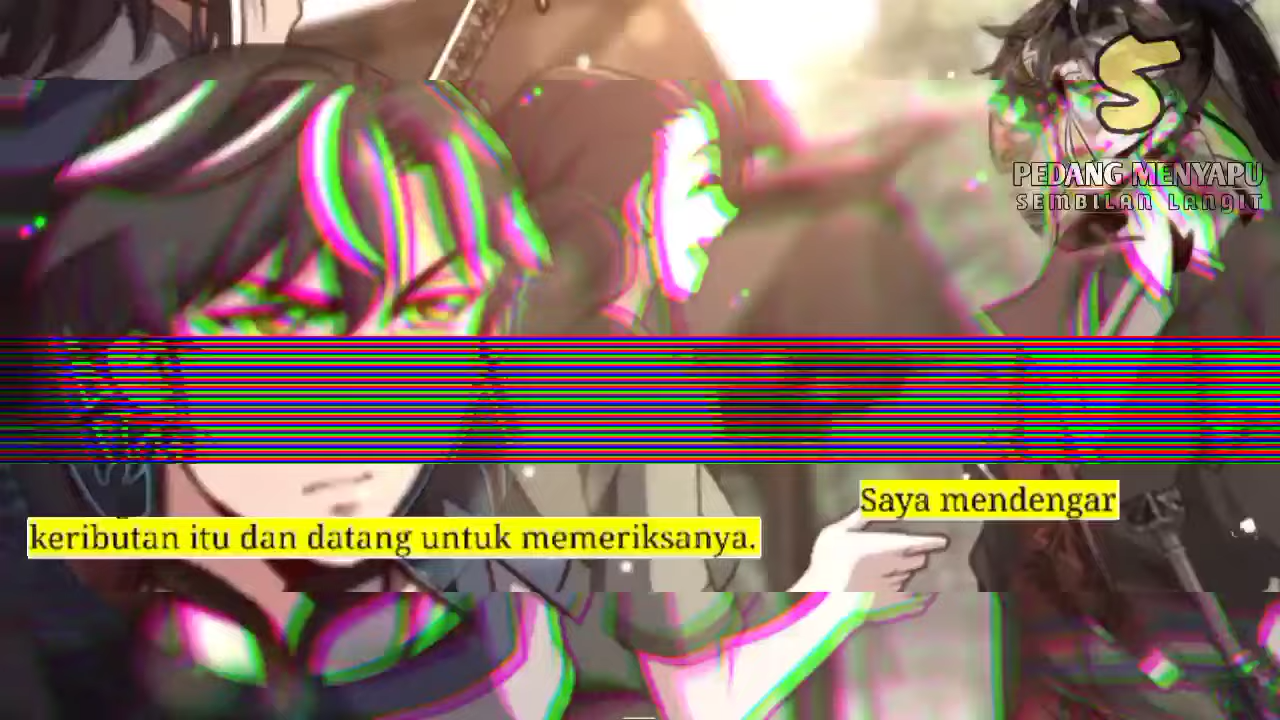 S
PEDANG MENYAPU
SEMBILAN LANGIT
Saya mendengar
keributan itu dan datang untuk memeriksanya.